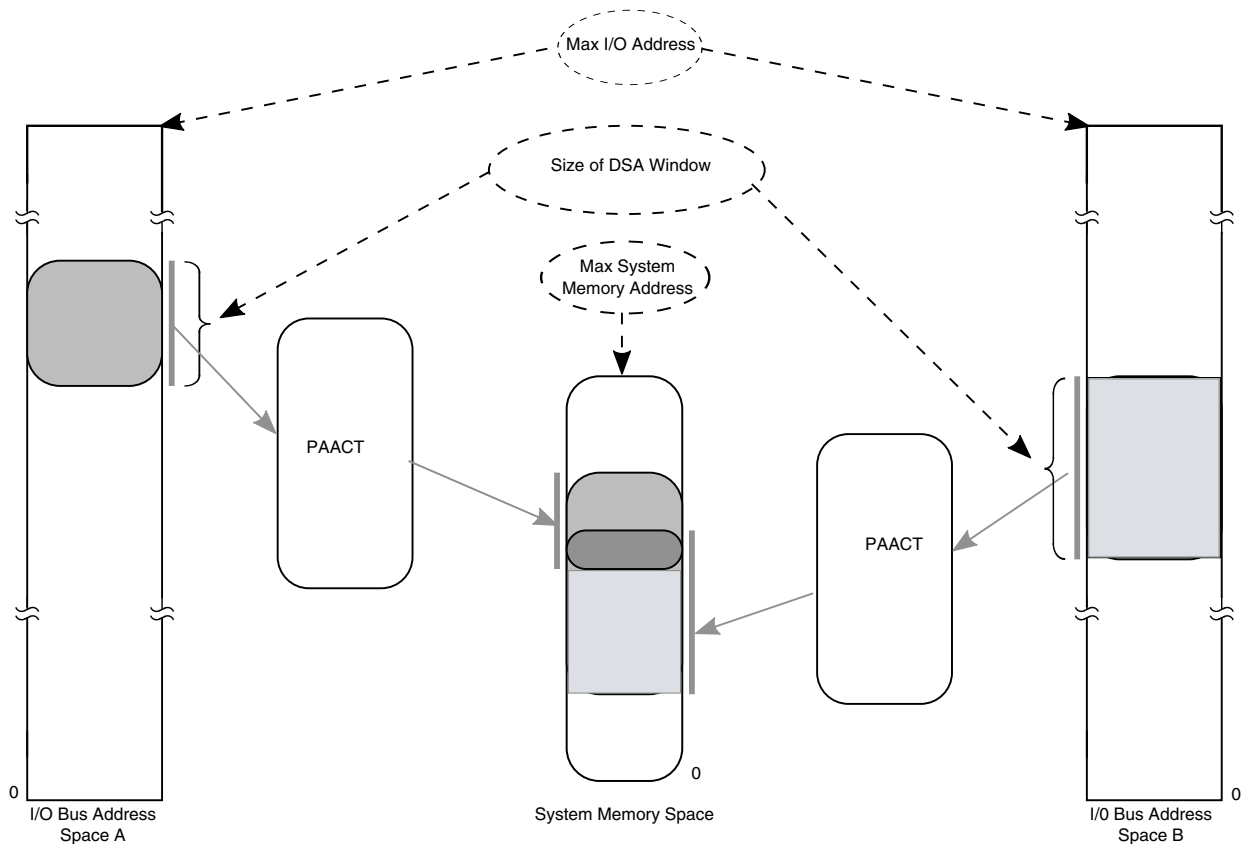 Max I/O Address
Size of DSA Window
Max System
Memory Address
PAACT
PAACT
0
0
0
I/O Bus Address
Space A
System Memory Space
I/0 Bus Address
Space B